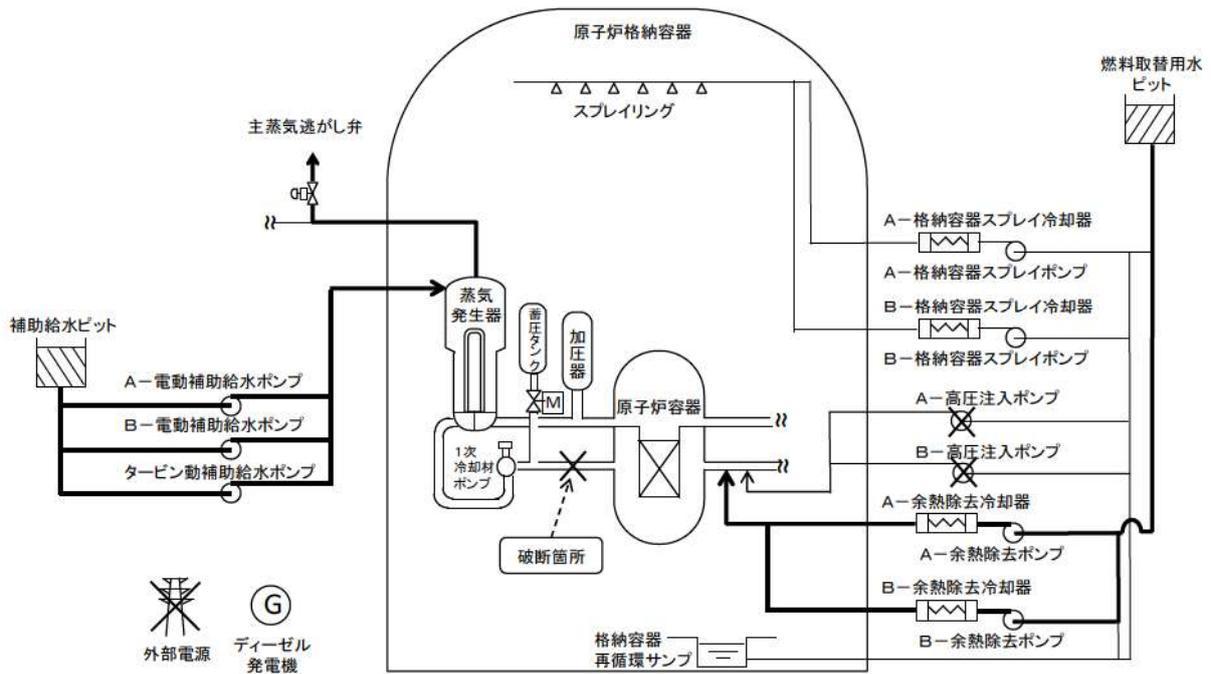 原子炉格納容器
スプレイリング
燃料取替用水
ピット
主蒸気逃がし弁
A-格納容器スプレイ冷却器
A-格納容器スプレイポンプ
B-格納容器スプレイ冷却器
B-格納容器スプレイポンプ
蒸気
発生器
蓄圧タンク
加圧器
補助給水ピット
A-電動補助給水ポンプ
B-電動補助給水ポンプ
タービン動補助給水ポンプ
M
原子炉容器
A-高圧注入ポンプ
B-高圧注入ポンプ
1次
冷却材
ポンプ
A-余熱除去冷却器
A-余熱除去ポンプ
破断箇所
B-余熱除去冷却器
B-余熱除去ポンプ
外部電源
G
ディーゼル
発電機
格納容器
再循環サンプ